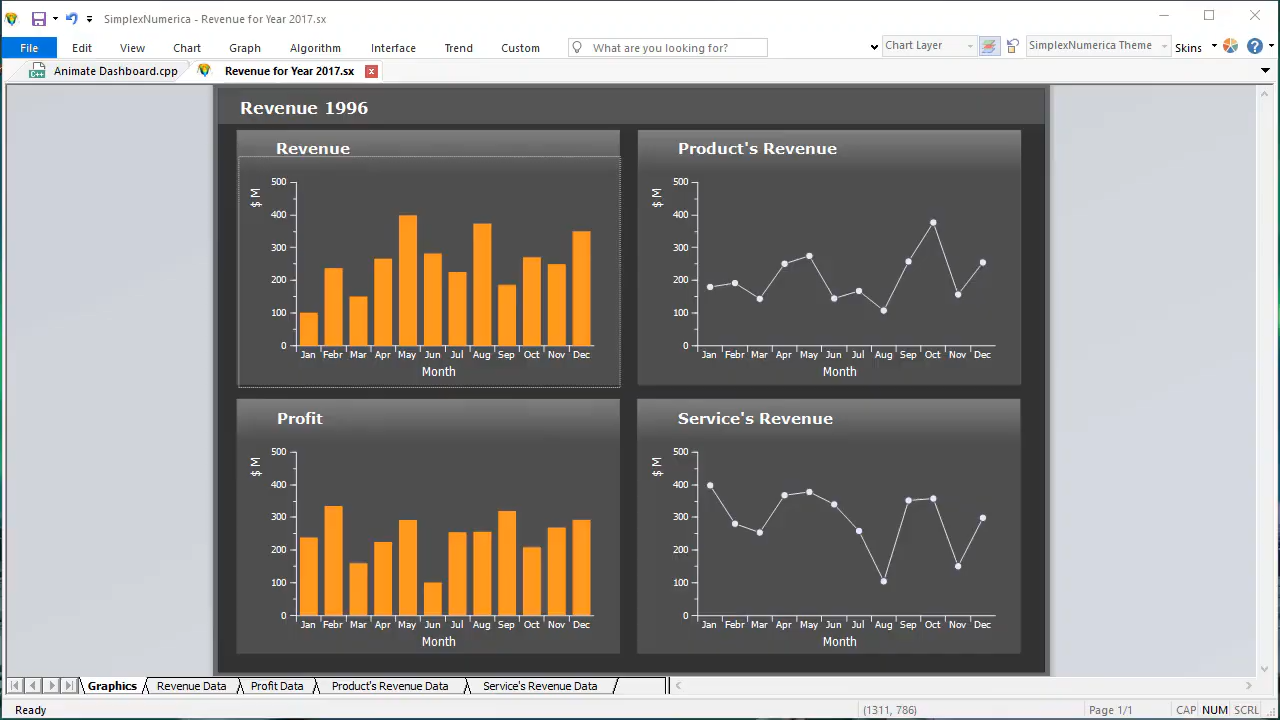 SimplexNumerica - Revenue for Year 2017.sx
File Edit View Chart Graph Algorithm Interface Trend Custom What are you looking for? Chart Layer SimplexNumerica Theme Skins
Animate Dashboard.cpp Revenue for Year 2017.sx
Revenue 1996
Revenue
$ M
500
400
300
200
100
0
Jan Febr Mar Apr May Jun Jul Aug Sep Oct Nov Dec
Month
Product's Revenue
$ M
500
400
300
200
100
0
Jan Febr Mar Apr May Jun Jul Aug Sep Oct Nov Dec
Month
Profit
$ M
500
400
300
200
100
0
Jan Febr Mar Apr May Jun Jul Aug Sep Oct Nov Dec
Month
Service's Revenue
$ M
500
400
300
200
100
0
Jan Febr Mar Apr May Jun Jul Aug Sep Oct Nov Dec
Month
Graphics Revenue Data Profit Data Product's Revenue Data Service's Revenue Data
Ready (1311, 786) Page 1/1 CAP NUM SCRL